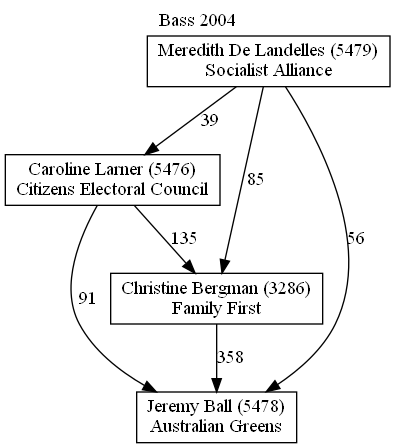 Bass 2004
Meredith De Landelles (5479)
Socialist Alliance
39
85
56
Caroline Larner (5476)
Citizens Electoral Council
135
91
Christine Bergman (3286)
Family First
358
Jeremy Ball (5478)
Australian Greens